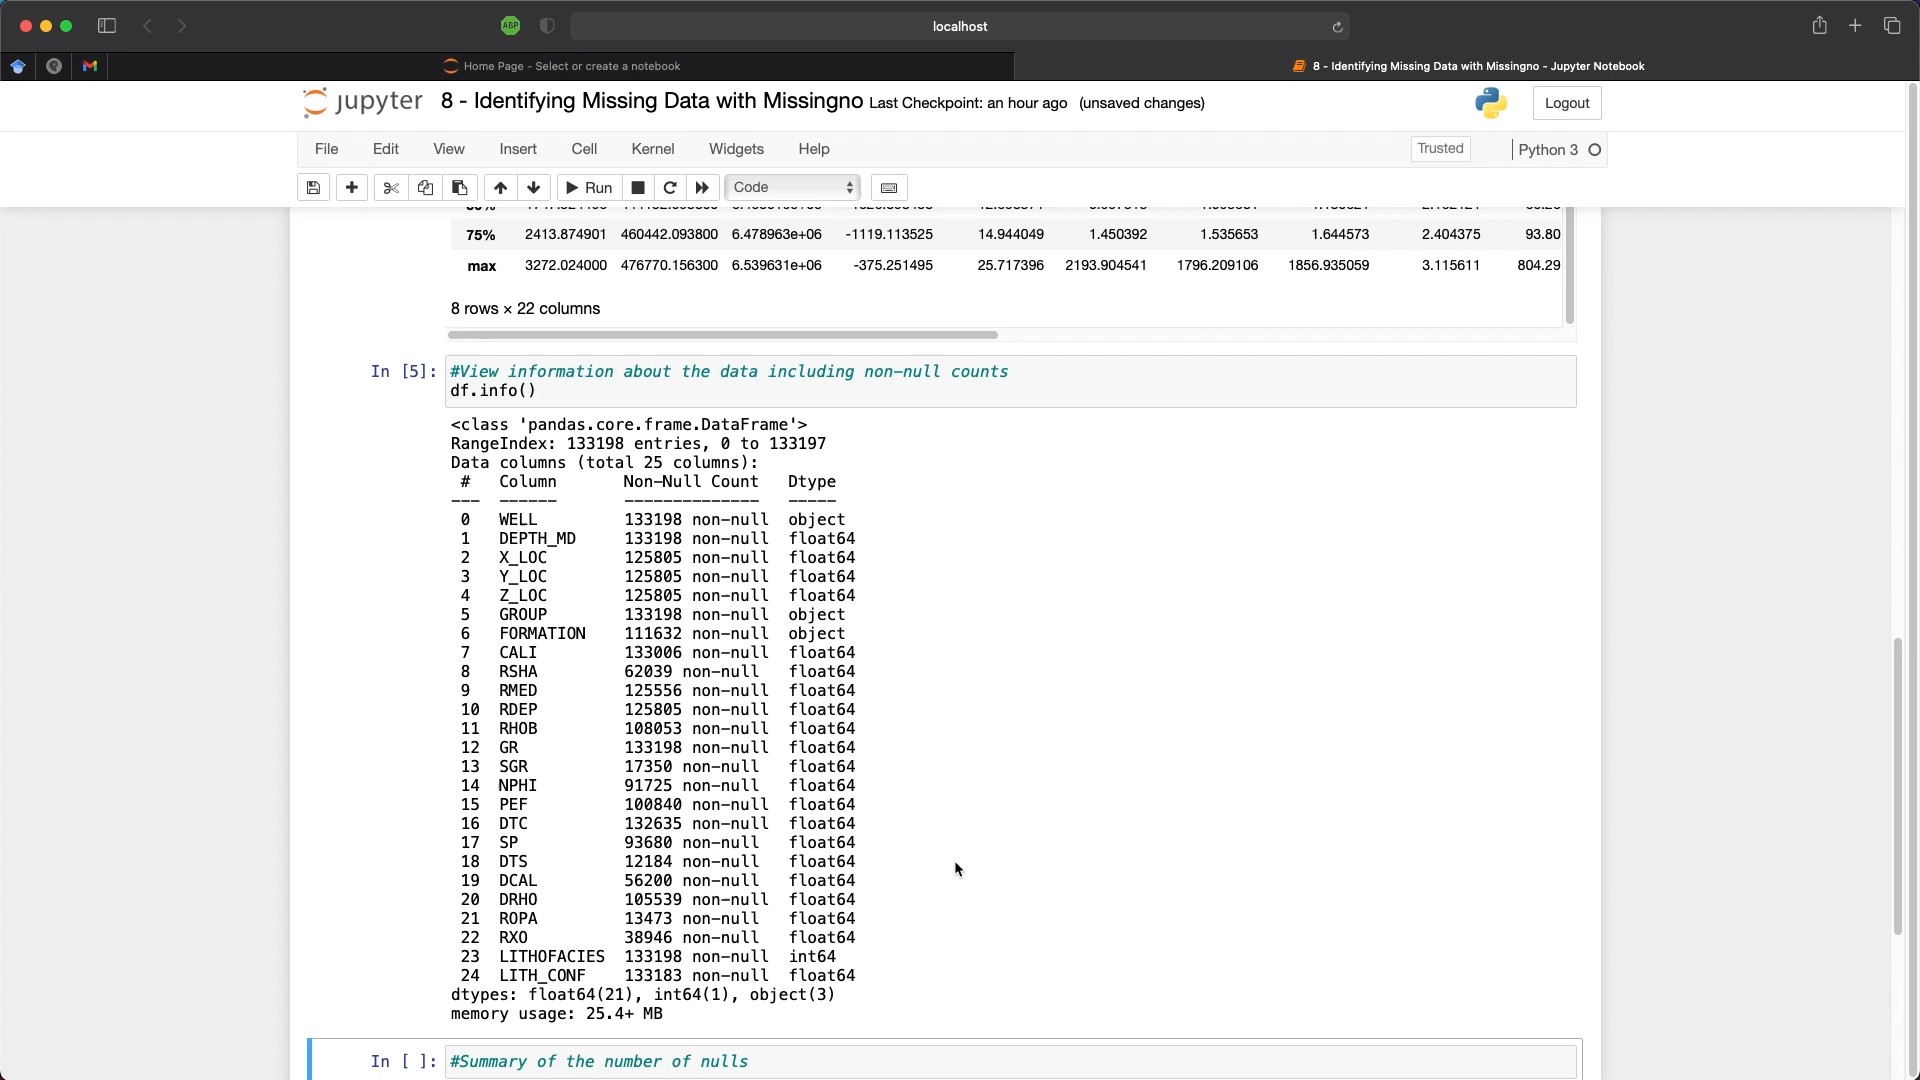 ABP
localhost
Home Page - Select or create a notebook
8 - Identifying Missing Data with Missingno - Jupyter Notebook
jupyter 8 - Identifying Missing Data with Missingno Last Checkpoint: an hour ago (unsaved changes)
Logout
File Edit View Insert Cell Kernel Widgets Help
Trusted
Python 3
Run
Code
75% 2413.874901 460442.093800 6.478963e+06 -1119.113525 14.944049 1.450392 1.535653 1.644573 2.404375 93.80
max 3272.024000 476770.156300 6.539631e+06 -375.251495 25.717396 2193.904541 1796.209106 1856.935059 3.115611 804.29
8 rows × 22 columns
In [5]: #View information about the data including non-null counts
df.info()
<class 'pandas.core.frame.DataFrame'>
RangeIndex: 133198 entries, 0 to 133197
Data columns (total 25 columns):
# Column Non-Null Count Dtype
--- ------ -------------- -----
0 WELL 133198 non-null object
1 DEPTH_MD 133198 non-null float64
2 X_LOC 125805 non-null float64
3 Y_LOC 125805 non-null float64
4 Z_LOC 125805 non-null float64
5 GROUP 133198 non-null object
6 FORMATION 111632 non-null object
7 CALI 133006 non-null float64
8 RSHA 62039 non-null float64
9 RMED 125556 non-null float64
10 RDEP 125805 non-null float64
11 RHOB 108053 non-null float64
12 GR 133198 non-null float64
13 SGR 17350 non-null float64
14 NPHI 91725 non-null float64
15 PEF 100840 non-null float64
16 DTC 132635 non-null float64
17 SP 93680 non-null float64
18 DTS 12184 non-null float64
19 DCAL 56200 non-null float64
20 DRHO 105539 non-null float64
21 ROPA 13473 non-null float64
22 RXO 38946 non-null float64
23 LITHOFACIES 133198 non-null int64
24 LITH_CONF 133183 non-null float64
dtypes: float64(21), int64(1), object(3)
memory usage: 25.4+ MB
In [ ]: #Summary of the number of nulls